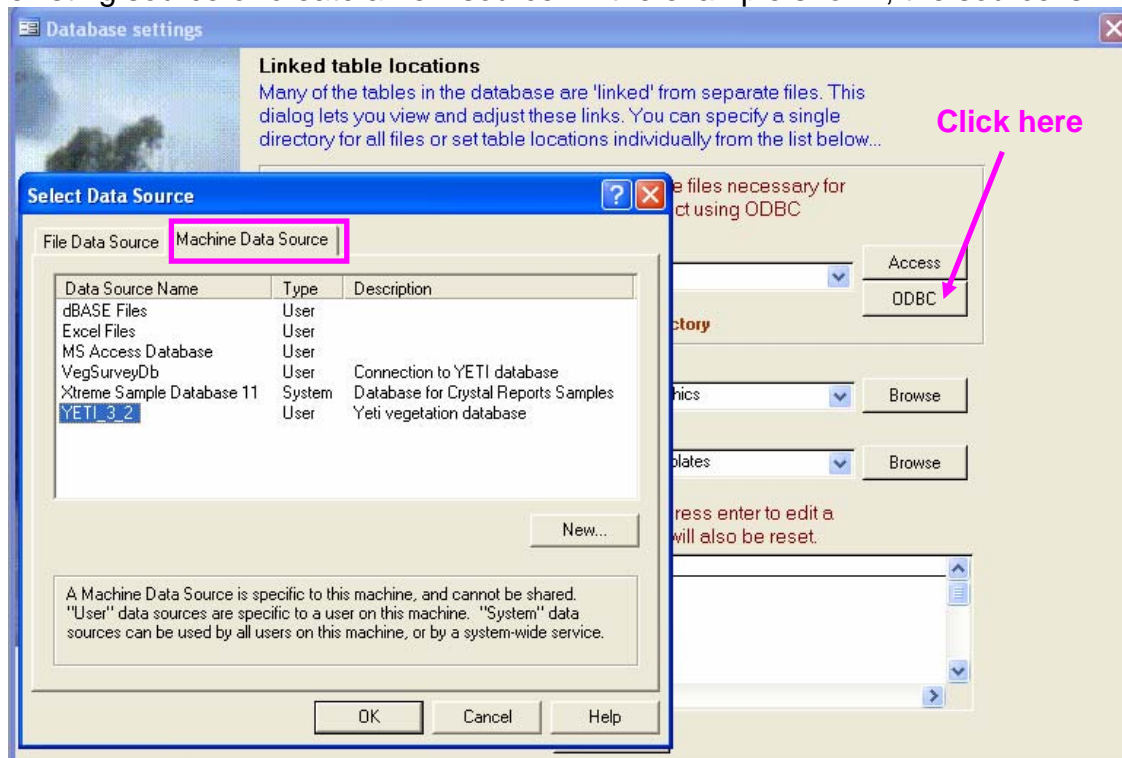 Database settings
Linked table locations
Many of the tables in the database are 'linked' from separate files. This
dialog lets you view and adjust these links. You can specify a single
directory for all files or set table locations individually from the list below...
Click here
e files necessary for
ct using ODBC
Access
ODBC
ctory
hics
Browse
plates
Browse
ress enter to edit a
will also be reset.
Select Data Source
File Data Source
Machine Data Source
Data Source Name Type Description
dBASE Files User
Excel Files User
MS Access Database User
VegSurveyDb User Connection to YETI database
Xtreme Sample Database 11 System Database for Crystal Reports Samples
YETI_3_2 User Yeti vegetation database
New...
A Machine Data Source is specific to this machine, and cannot be shared.
"User" data sources are specific to a user on this machine. "System" data
sources can be used by all users on this machine, or by a system-wide service.
OK Cancel Help